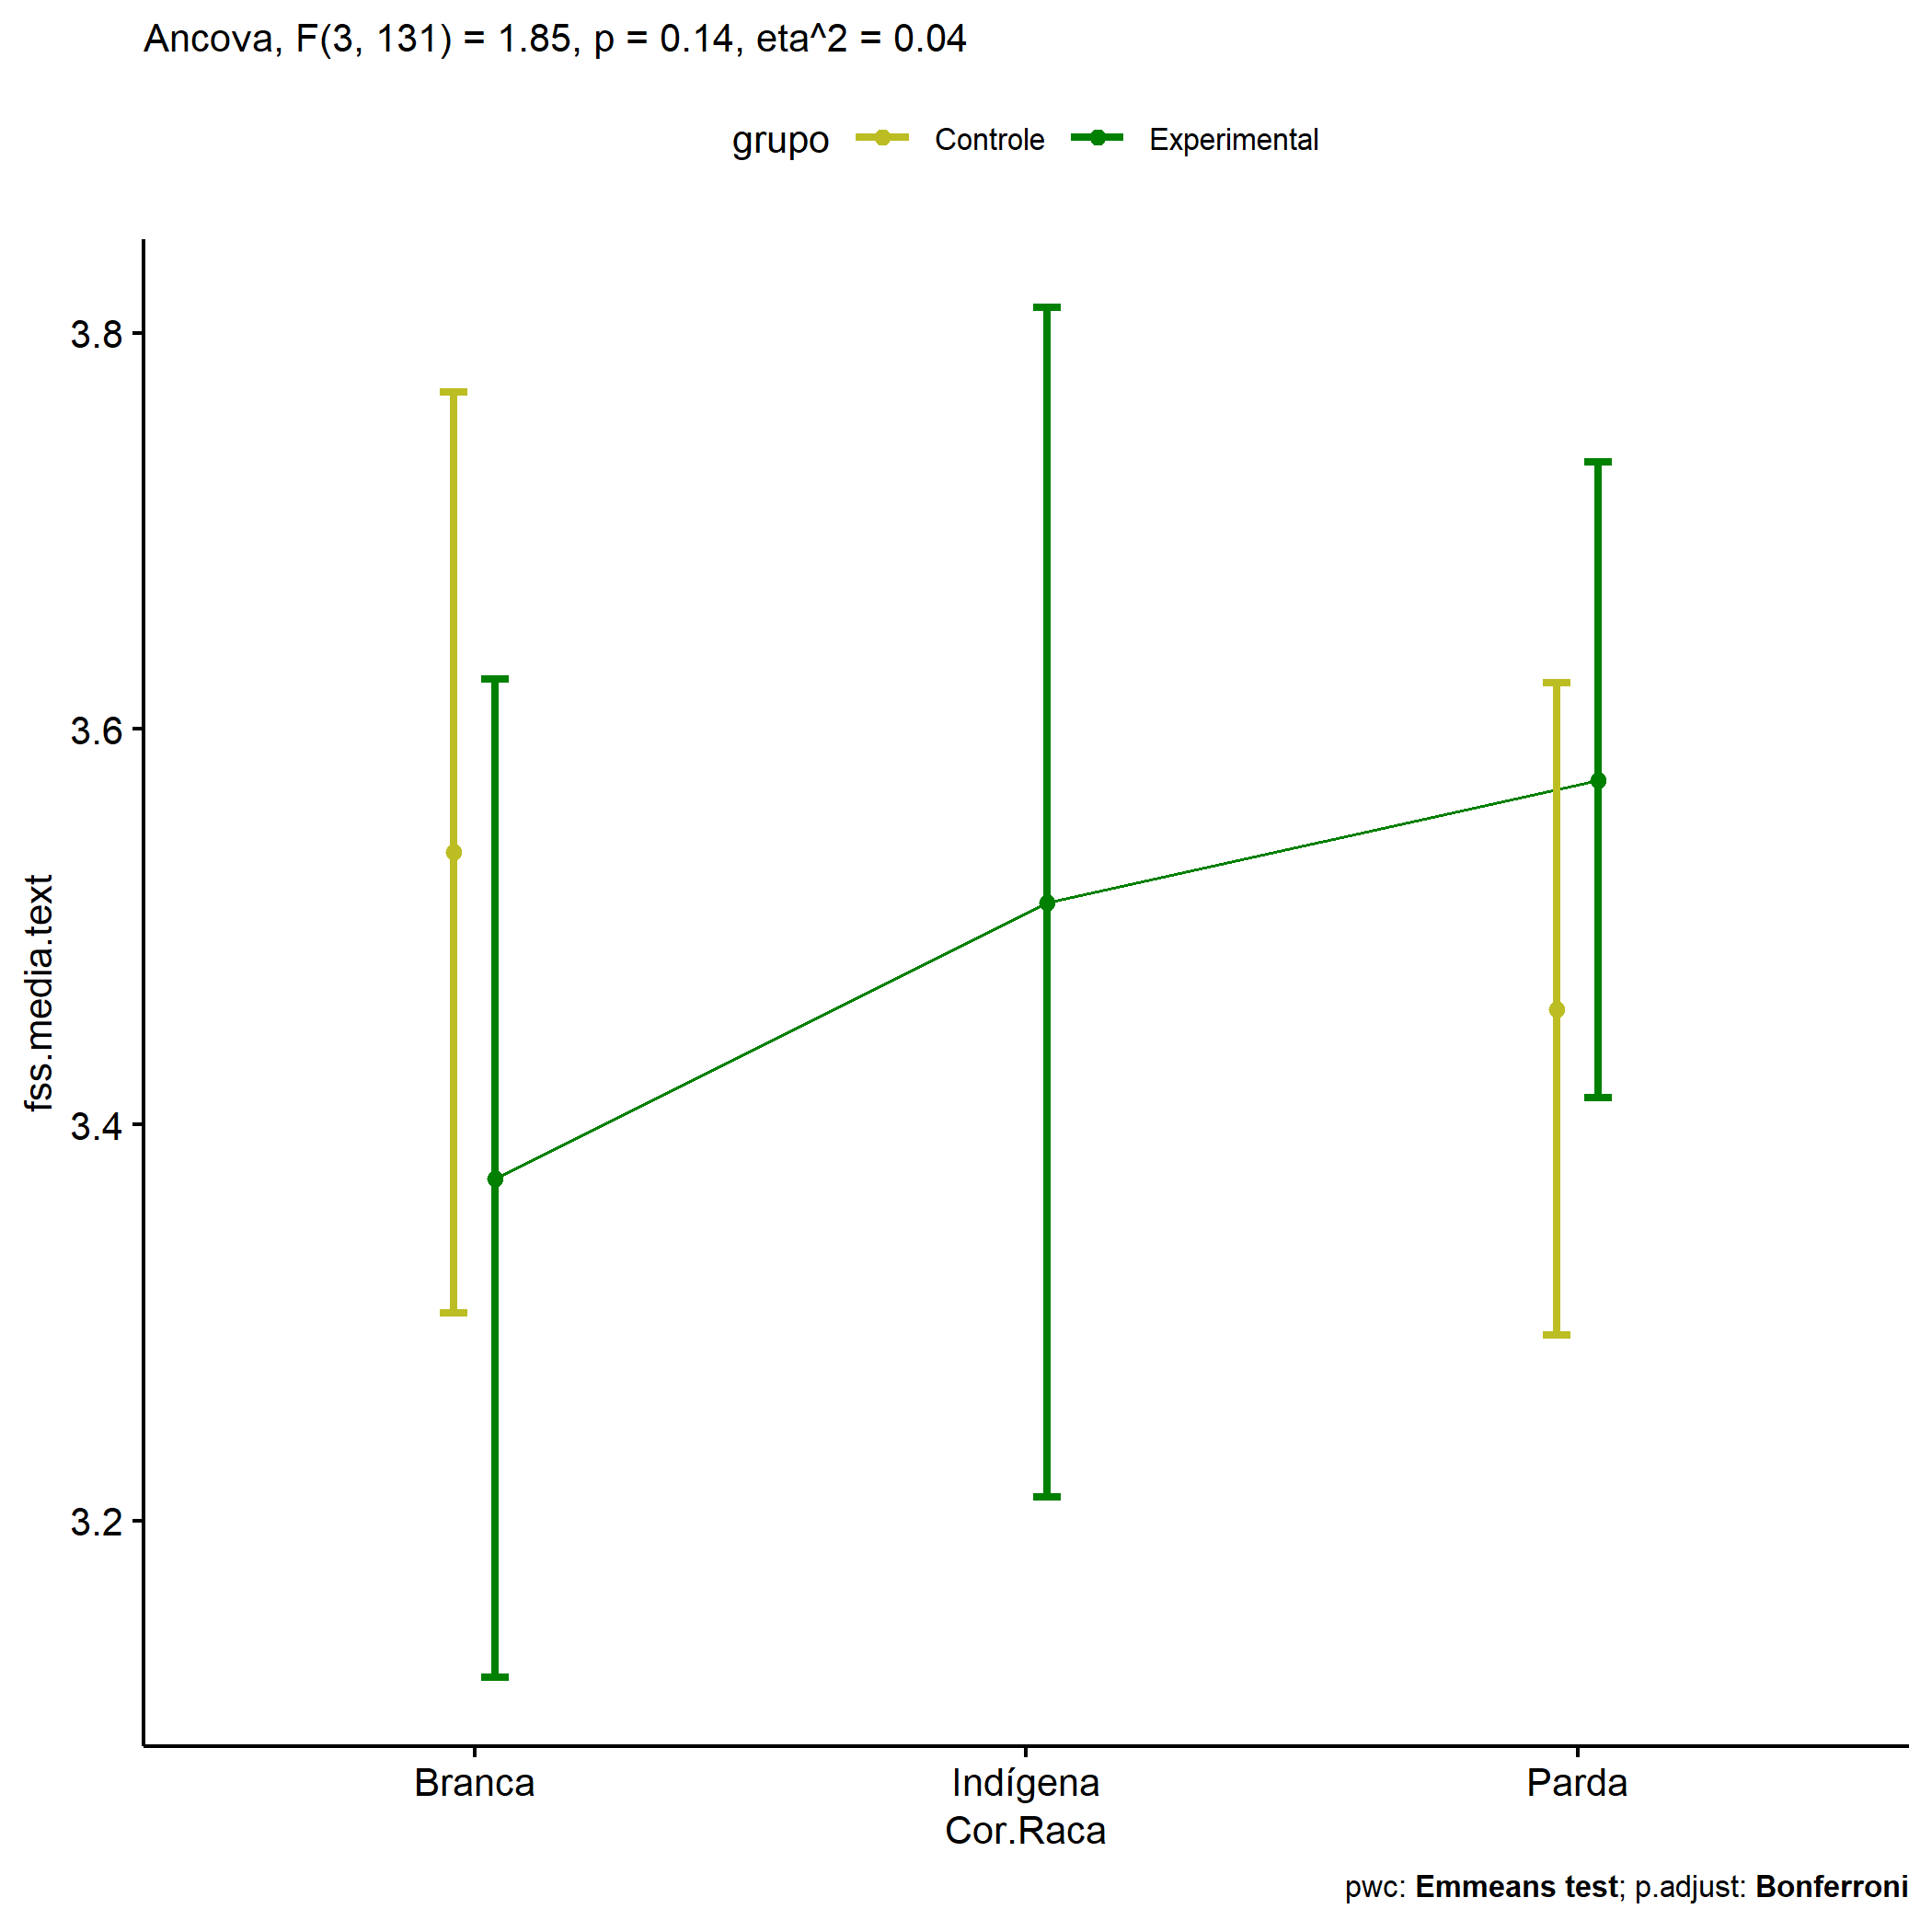 Ancova, F(3, 131) = 1.85, p = 0.14, eta^2 = 0.04
grupo Controle Experimental
3.8
3.6
3.4
3.2
fss.media.text
Branca Indígena Parda
Cor.Raca
pwc: Emmeans test; p.adjust: Bonferroni